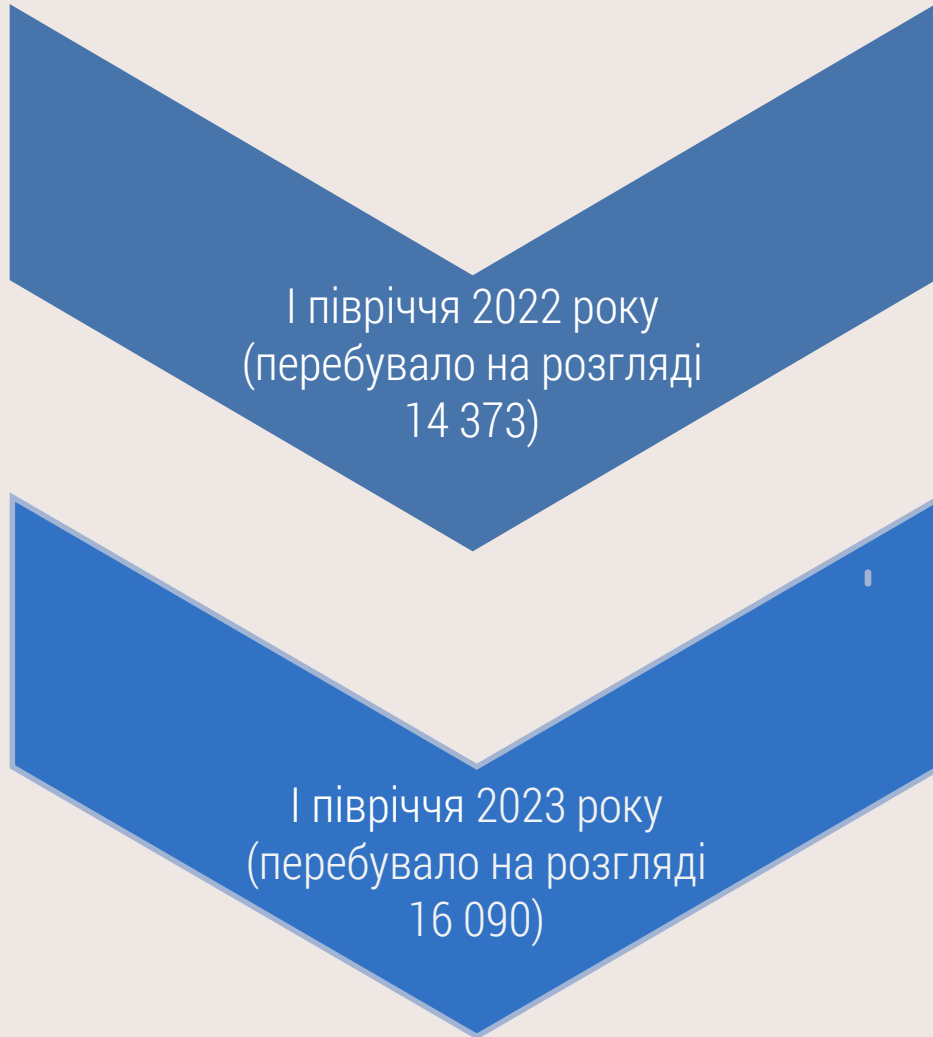 І півріччя 2022 року
(перебувало на розгляді
14 373)
І півріччя 2023 року
(перебувало на розгляді
16 090)